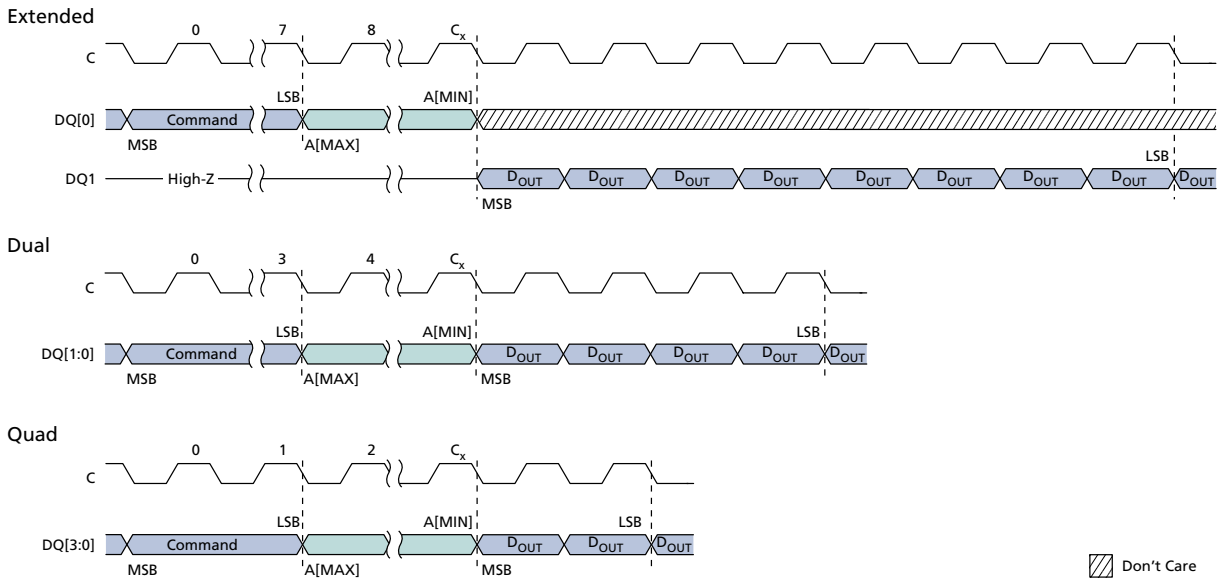 Extended
0 7 8 Cx
C
LSB A[MIN]
DQ[0] Command
MSB A[MAX]
LSB
DQ1 High-Z DOUT DOUT DOUT DOUT DOUT DOUT DOUT DOUT DOUT
MSB
Dual
0 3 4 Cx
C
LSB A[MIN] LSB
DQ[1:0] Command DOUT DOUT DOUT DOUT DOUT
MSB A[MAX] MSB
Quad
0 1 2 Cx
C
LSB A[MIN] LSB
DQ[3:0] Command DOUT DOUT DOUT
MSB A[MAX] MSB
Don't Care